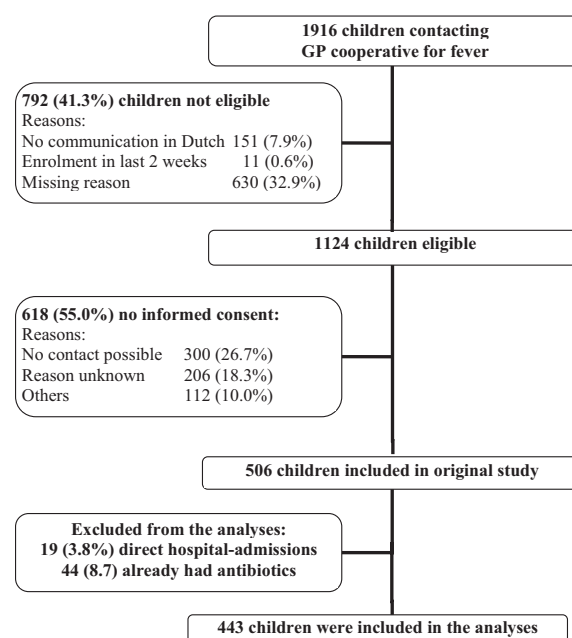 1916 children contacting
GP cooperative for fever
792 (41.3%) children not eligible
Reasons:
No communication in Dutch 151 (7.9%)
Enrolment in last 2 weeks 11 (0.6%)
Missing reason 630 (32.9%)
1124 children eligible
618 (55.0%) no informed consent:
Reasons:
No contact possible 300 (26.7%)
Reason unknown 206 (18.3%)
Others 112 (10.0%)
506 children included in original study
Excluded from the analyses:
19 (3.8%) direct hospital-admissions
44 (8.7) already had antibiotics
443 children were included in the analyses